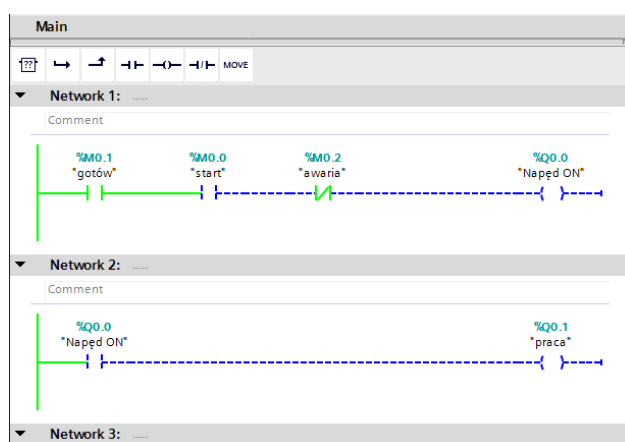 Main
?? MOVE
Network 1: .....
Comment
%M0.1 %M0.0 %M0.2 %Q0.0
"gotów" "start" "awaria" "Napęd ON"
Network 2: .....
Comment
%Q0.0 %Q0.1
"Napęd ON" "praca"
Network 3: .....